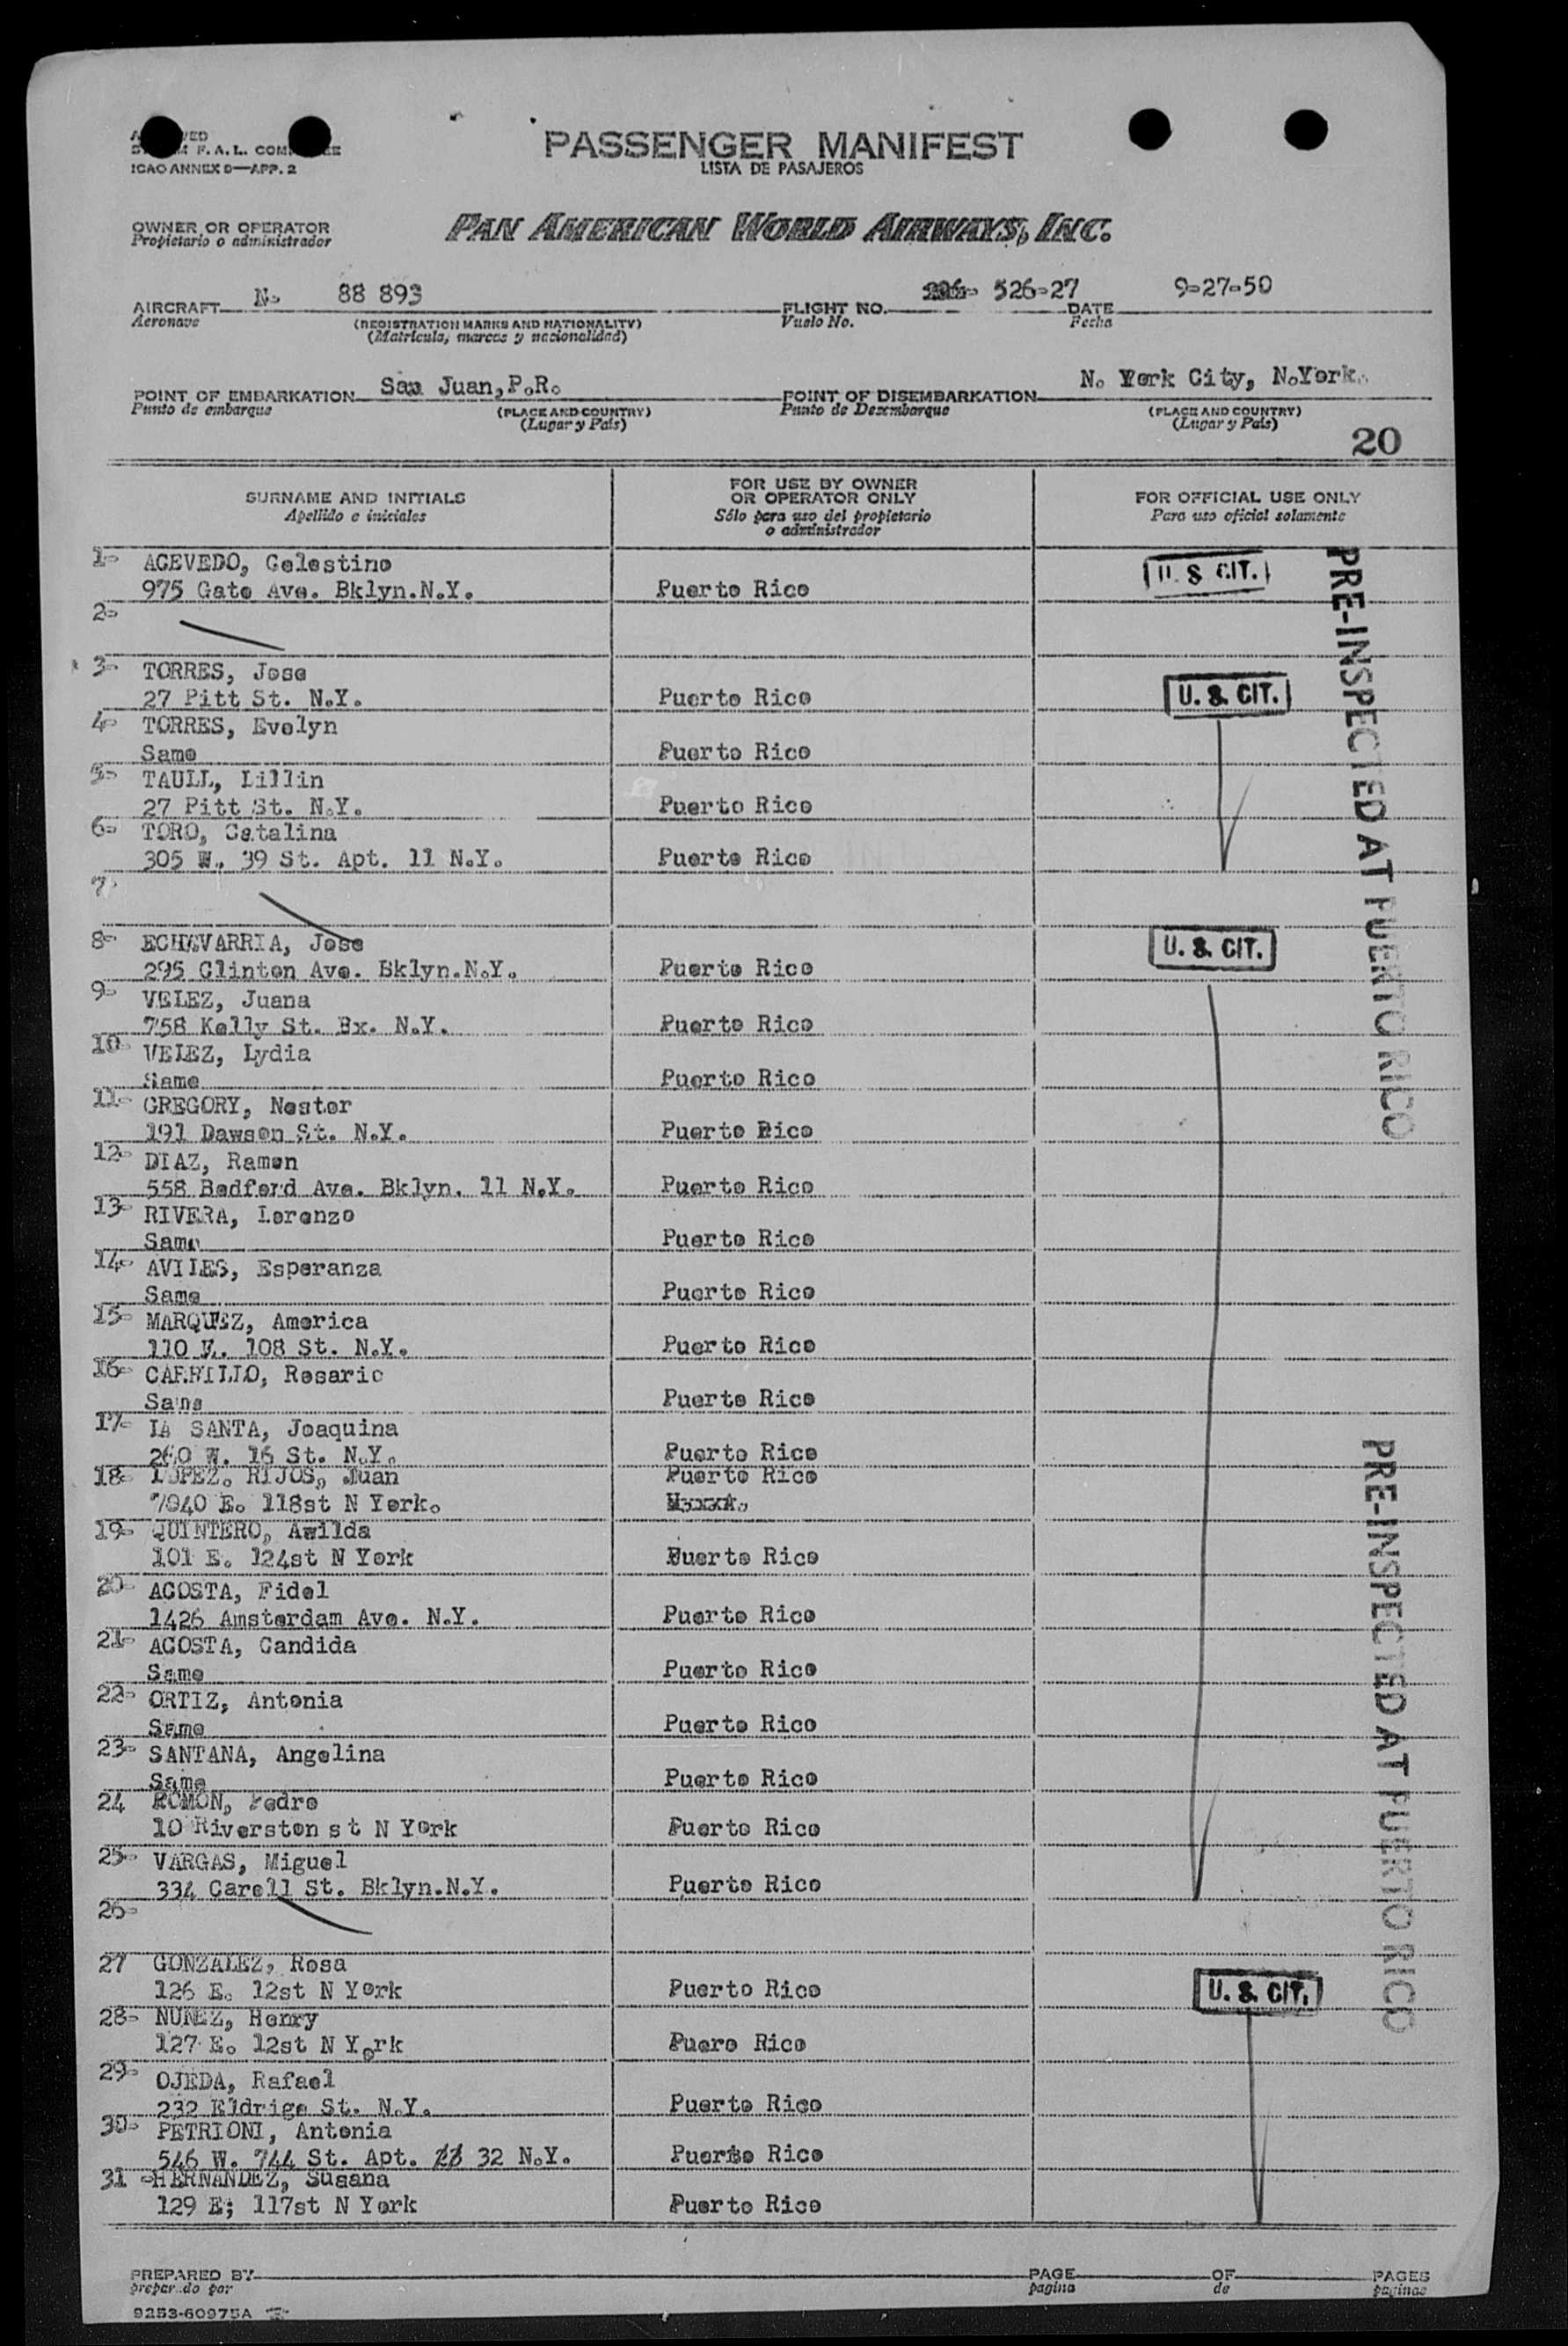 PASSENGER MANIFEST
LISTA DE PASAJEROS
F. A. L.
ICAO ANNEX 9—APP. 2
OWNER OR OPERATOR
Propietario o administrador
PAN AMERICAN WORLD AIRWAYS, INC.
AIRCRAFT N- 88 893 FLIGHT NO. 526-27 DATE 9-27-50
Aeronave (REGISTRATION MARKS AND NATIONALITY) Vuelo No. Fecha
(Matrícula, marcas y nacionalidad)
POINT OF EMBARKATION San Juan, P.R. POINT OF DISEMBARKATION N. York City, N.York.
Punto de embarque (PLACE AND COUNTRY) Punto de Desembarque (PLACE AND COUNTRY)
(Lugar y País) (Lugar y País)
20
SURNAME AND INITIALS
Apellido e iniciales
FOR USE BY OWNER
OR OPERATOR ONLY
Sólo para uso del propietario
o administrador
FOR OFFICIAL USE ONLY
Para uso oficial solamente
1- ACEVEDO, Celestino
975 Gate Ave. Bklyn.N.Y. Puerto Rico U. S. CIT.
2-
3- TORRES, Jose
27 Pitt St. N.Y. Puerto Rico U. S. CIT.
4- TORRES, Evelyn
Same Puerto Rico
5- TAULL, Lillin
27 Pitt St. N.Y. Puerto Rico
6- TORO, Catalina
305 W. 39 St. Apt. 11 N.Y. Puerto Rico
7-
8- ECHEVARRIA, Jose U. S. CIT.
295 Clinton Ave. Bklyn.N.Y. Puerto Rico
9- VELEZ, Juana
758 Kelly St. Bx. N.Y. Puerto Rico
10- VELEZ, Lydia
Same Puerto Rico
11- GREGORY, Nestor
191 Dawson St. N.Y. Puerto Rico
12- DIAZ, Ramon
558 Bedford Ave. Bklyn. 11 N.Y. Puerto Rico
13- RIVERA, Lorenzo
Same Puerto Rico
14- AVILES, Esperanza
Same Puerto Rico
15- MARQUEZ, America
110 E. 108 St. N.Y. Puerto Rico
16- CARRILLO, Rosario
Same Puerto Rico
17- LA SANTA, Joaquina
260 W. 16 St. N.Y. Puerto Rico
18- LOPEZ, RIJOS, Juan Puerto Rico
E. 118st N York.
19- QUINTERO, Awilda
101 E. 124st N York Puerto Rico
20- ACOSTA, Fidel
1426 Amsterdam Ave. N.Y. Puerto Rico
21- ACOSTA, Candida
Same Puerto Rico
22- ORTIZ, Antonia
Same Puerto Rico
23- SANTANA, Angelina
Same Puerto Rico
24 ROMON, Pedro
10 Riverston st N York Puerto Rico
25- VARGAS, Miguel
334 Carell St. Bklyn.N.Y. Puerto Rico
26-
27 GONZALEZ, Rosa
126 E. 12st N York Puerto Rico U. S. CIT.
28- NUNEZ, Henry
127 E. 12st N York Puero Rico
29- OJEDA, Rafael
232 Eldrige St. N.Y. Puerto Rico
30- PETRIONI, Antonia
546 W. 744 St. Apt. 32 N.Y. Puerto Rico
31 -HERNANDEZ, Susana
129 E; 117st N York Puerto Rico
PRE-INSPECTED AT PUERTO RICO
PRE-INSPECTED AT PUERTO RICO
PREPARED BY PAGE OF PAGES
preparado por pagina de paginas
9253-60975A